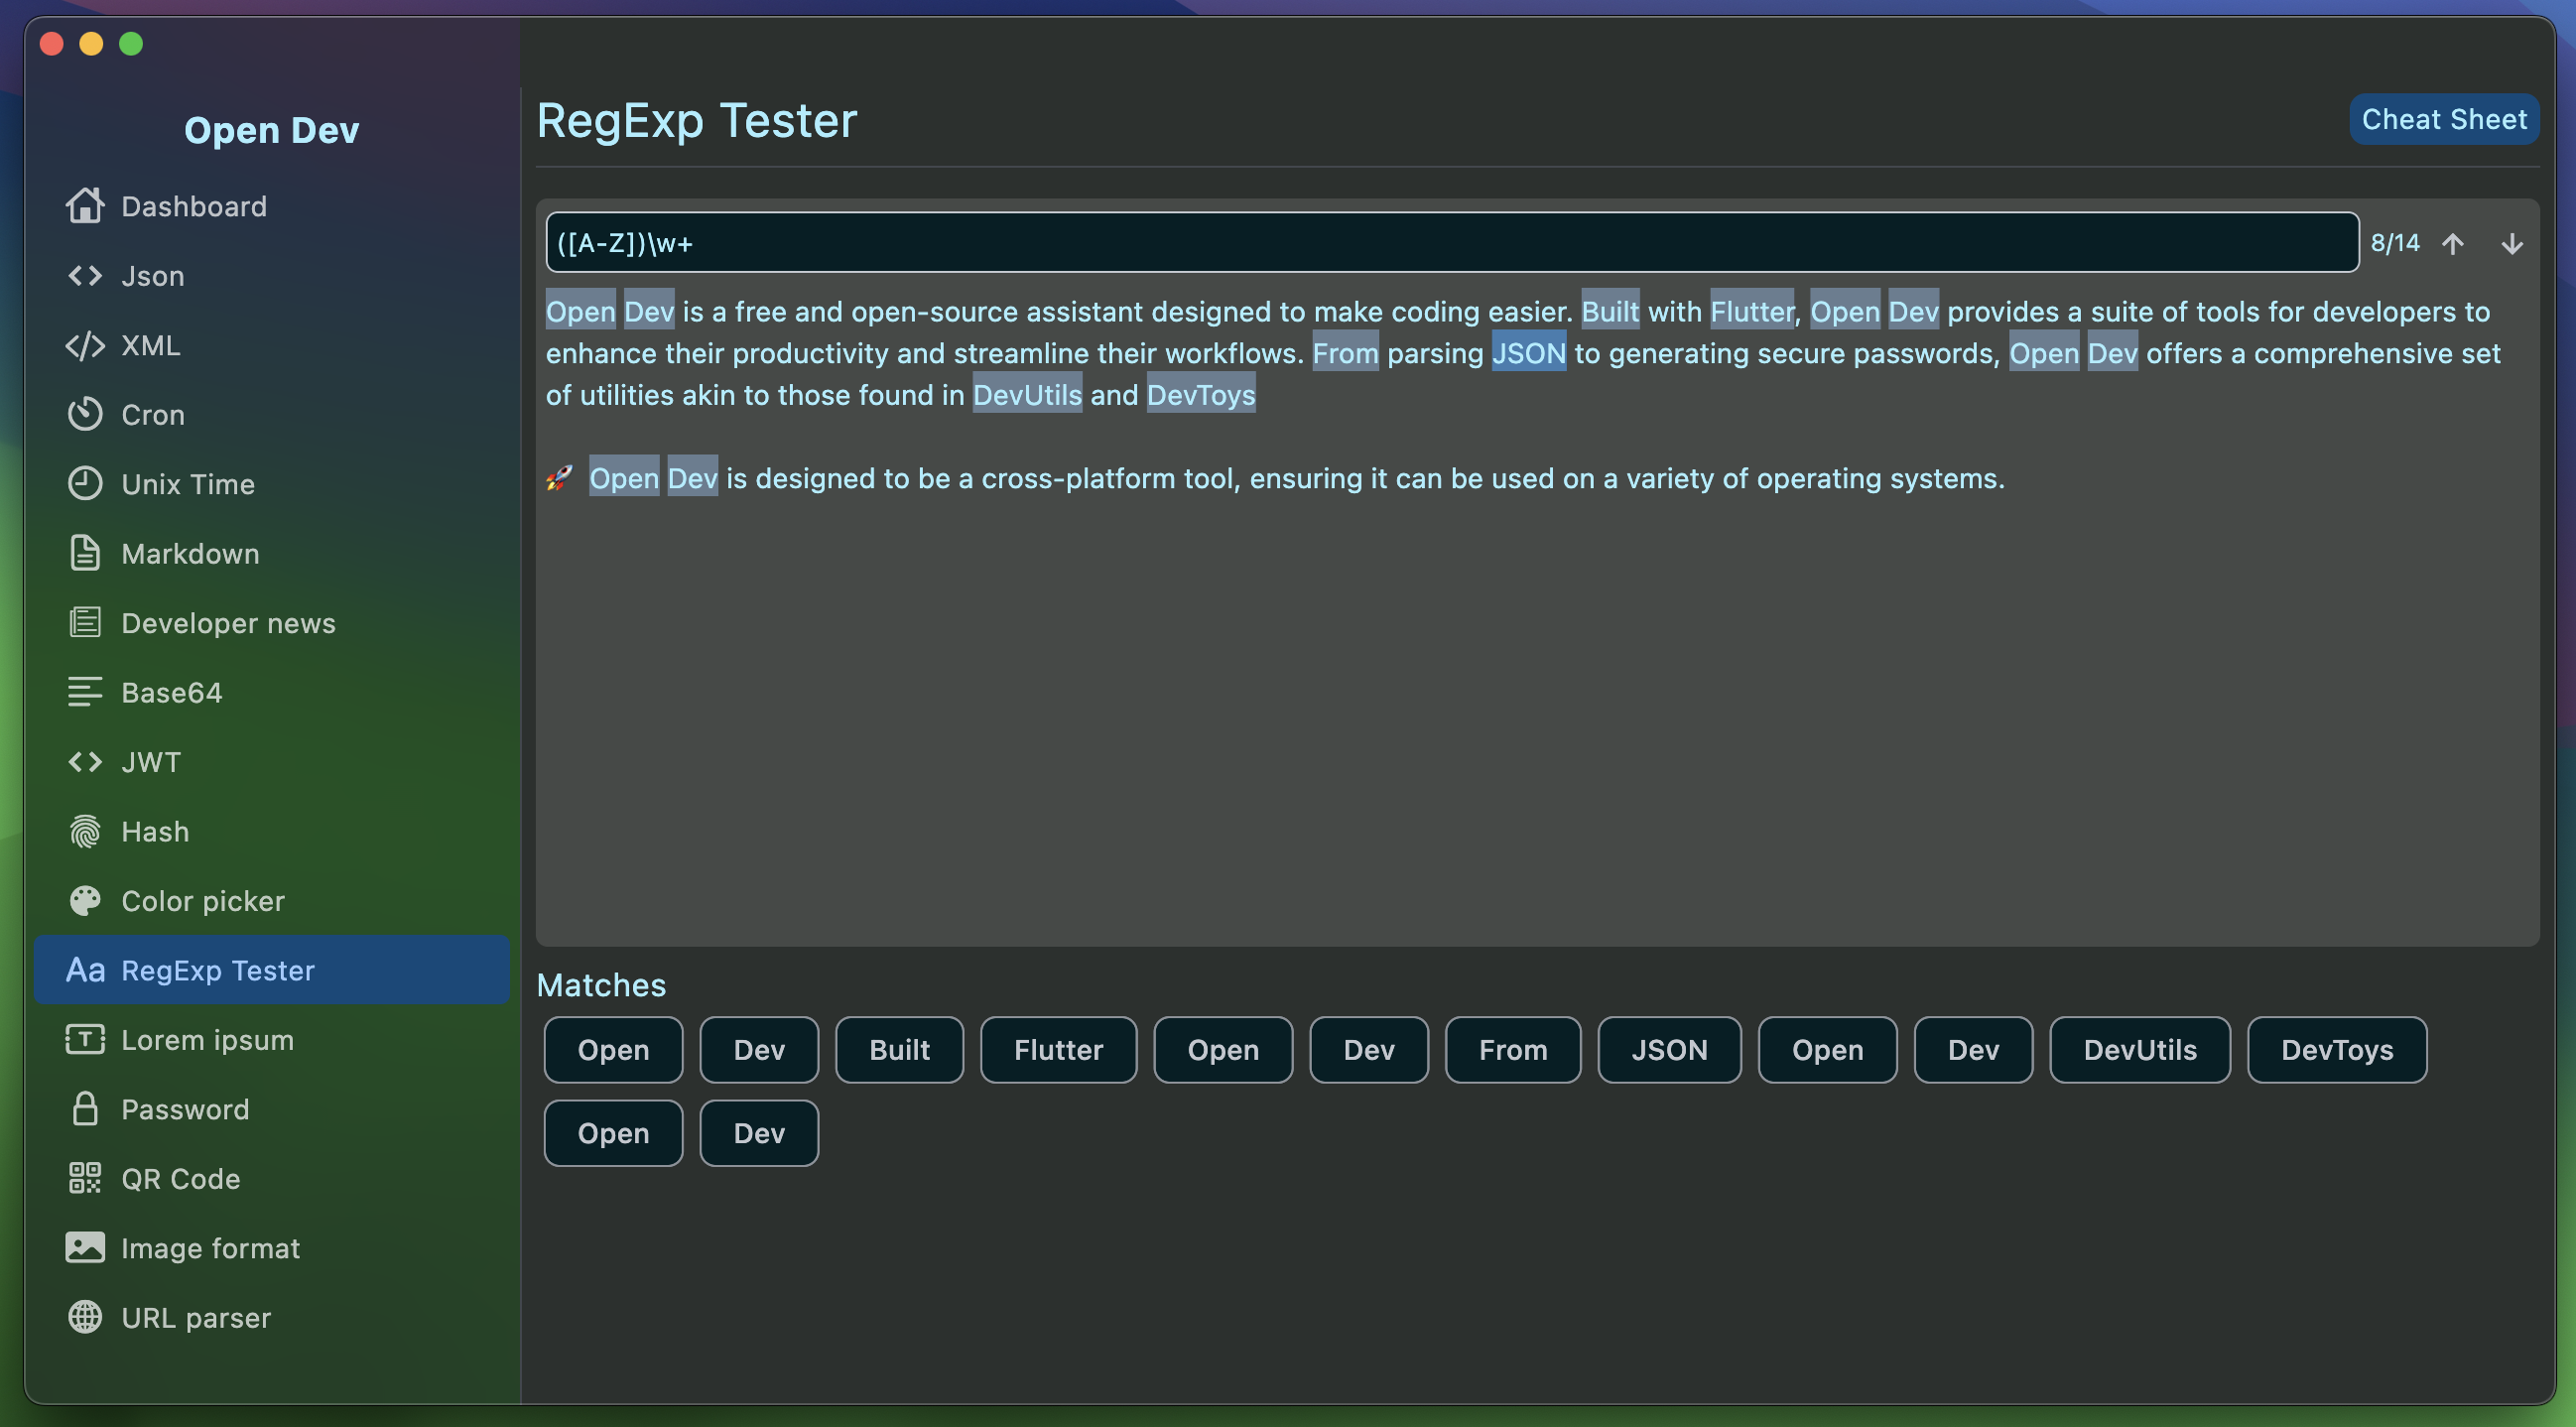 Open Dev
Dashboard
Json
XML
Cron
Unix Time
Markdown
Developer news
Base64
JWT
Hash
Color picker
Aa RegExp Tester
Lorem ipsum
Password
QR Code
Image format
URL parser
RegExp Tester
Cheat Sheet
([A-Z])\w+
8/14
Open Dev is a free and open-source assistant designed to make coding easier. Built with Flutter, Open Dev provides a suite of tools for developers to
enhance their productivity and streamline their workflows. From parsing JSON to generating secure passwords, Open Dev offers a comprehensive set
of utilities akin to those found in DevUtils and DevToys
🚀 Open Dev is designed to be a cross-platform tool, ensuring it can be used on a variety of operating systems.
Matches
Open Dev Built Flutter Open Dev From JSON Open Dev DevUtils DevToys
Open Dev